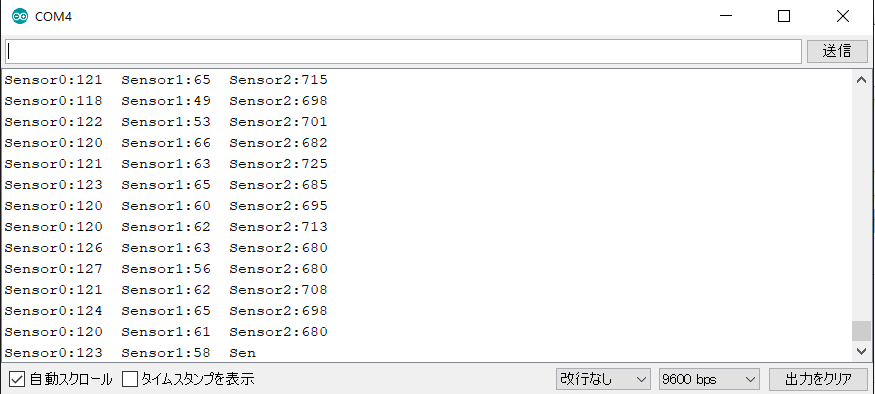 COM4
送信
Sensor0:121  Sensor1:65  Sensor2:715
Sensor0:118  Sensor1:49  Sensor2:698
Sensor0:122  Sensor1:53  Sensor2:701
Sensor0:120  Sensor1:66  Sensor2:682
Sensor0:121  Sensor1:63  Sensor2:725
Sensor0:123  Sensor1:65  Sensor2:685
Sensor0:120  Sensor1:60  Sensor2:695
Sensor0:120  Sensor1:62  Sensor2:713
Sensor0:126  Sensor1:63  Sensor2:680
Sensor0:127  Sensor1:56  Sensor2:680
Sensor0:121  Sensor1:62  Sensor2:708
Sensor0:124  Sensor1:65  Sensor2:698
Sensor0:120  Sensor1:61  Sensor2:680
Sensor0:123  Sensor1:58  Sen
自動スクロール タイムスタンプを表示 改行なし 9600 bps 出力をクリア